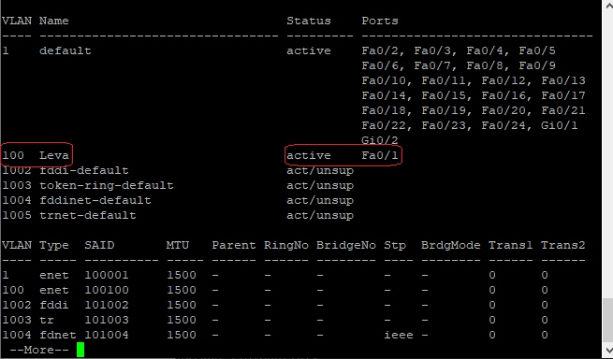 VLAN Name                             Status    Ports
---- -------------------------------- --------- -------------------------------
1    default                          active    Fa0/2, Fa0/3, Fa0/4, Fa0/5
                                                Fa0/6, Fa0/7, Fa0/8, Fa0/9
                                                Fa0/10, Fa0/11, Fa0/12, Fa0/13
                                                Fa0/14, Fa0/15, Fa0/16, Fa0/17
                                                Fa0/18, Fa0/19, Fa0/20, Fa0/21
                                                Fa0/22, Fa0/23, Fa0/24, Gi0/1
                                                Gi0/2
100  Leva                             active    Fa0/1
1002 fddi-default                     act/unsup
1003 token-ring-default               act/unsup
1004 fddinet-default                  act/unsup
1005 trnet-default                    act/unsup
VLAN Type  SAID       MTU   Parent RingNo BridgeNo Stp  BrdgMode Trans1 Trans2
---- ----- ---------- ----- ------ ------ -------- ---- -------- ------ ------
1    enet  100001     1500  -      -      -        -    -        0      0
100  enet  100100     1500  -      -      -        -    -        0      0
1002 fddi  101002     1500  -      -      -        -    -        0      0
1003 tr    101003     1500  -      -      -        -    -        0      0
1004 fdnet 101004     1500  -      -      -        ieee -        0      0
 --More--